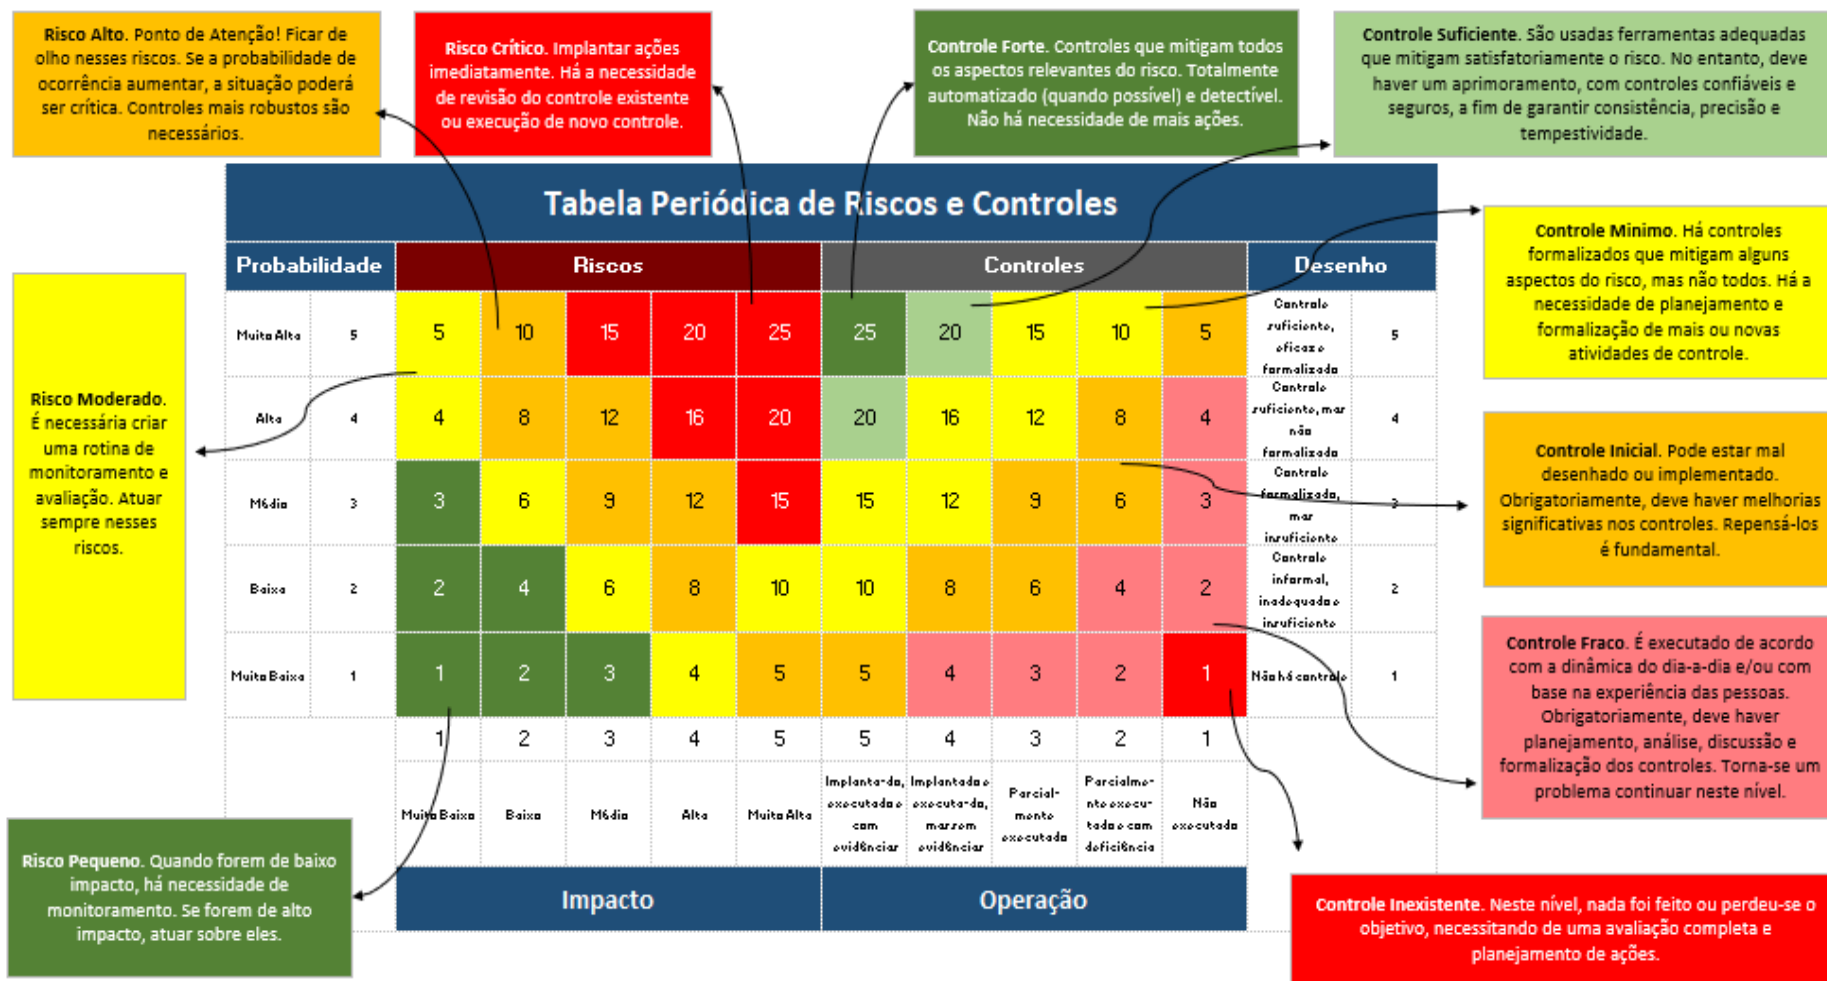 Risco Alto. Ponto de Atenção! Ficar de
olho nesses riscos. Se a probabilidade de
ocorrência aumentar, a situação poderá
ser crítica. Controles mais robustos são
necessários.
Risco Crítico. Implantar ações
imediatamente. Há a necessidade
de revisão do controle existente
ou execução de novo controle.
Controle Forte. Controles que mitigam todos
os aspectos relevantes do risco. Totalmente
automatizado (quando possível) e detectível.
Não há necessidade de mais ações.
Controle Suficiente. São usadas ferramentas adequadas
que mitigam satisfatoriamente o risco. No entanto, deve
haver um aprimoramento, com controles confiáveis e
seguros, a fim de garantir consistência, precisão e
tempestividade.
Tabela Periódica de Riscos e Controles
Probabilidade Riscos Controles Desenho
Muito Alta 5 5 10 15 20 25 25 20 15 10 5
Controle
suficiente,
eficaz e
formalizado
5
Alta 4 4 8 12 16 20 20 16 12 8 4
Controle
suficiente, mas
não
formalizado
4
Média 3 3 6 9 12 15 15 12 9 6 3
Controle
formalizado,
mas
insuficiente
3
Baixa 2 2 4 6 8 10 10 8 6 4 2
Controle
informal,
inadequado e
insuficiente
2
Muito Baixa 1 1 2 3 4 5 5 4 3 2 1
Não há controle
1
1 2 3 4 5 5 4 3 2 1
Muito Baixa
Baixa
Média
Alta
Muito Alta
Implanta-do,
executado e
com
evidências
Implantado e
executa-do,
mas sem
evidências
Parcial-
mente
executado
Parcialme-
nte execu-
tado e com
deficiência
Não
executado
Impacto
Operação
Risco Moderado.
É necessária criar
uma rotina de
monitoramento e
avaliação. Atuar
sempre nesses
riscos.
Risco Pequeno. Quando forem de baixo
impacto, há necessidade de
monitoramento. Se forem de alto
impacto, atuar sobre eles.
Controle Minimo. Há controles
formalizados que mitigam alguns
aspectos do risco, mas não todos. Há a
necessidade de planejamento e
formalização de mais ou novas
atividades de controle.
Controle Inicial. Pode estar mal
desenhado ou implementado.
Obrigatoriamente, deve haver melhorias
significativas nos controles. Repensá-los
é fundamental.
Controle Fraco. É executado de acordo
com a dinâmica do dia-a-dia e/ou com
base na experiência das pessoas.
Obrigatoriamente, deve haver
planejamento, análise, discussão e
formalização dos controles. Torna-se um
problema continuar neste nível.
Controle Inexistente. Neste nível, nada foi feito ou perdeu-se o
objetivo, necessitando de uma avaliação completa e
planejamento de ações.